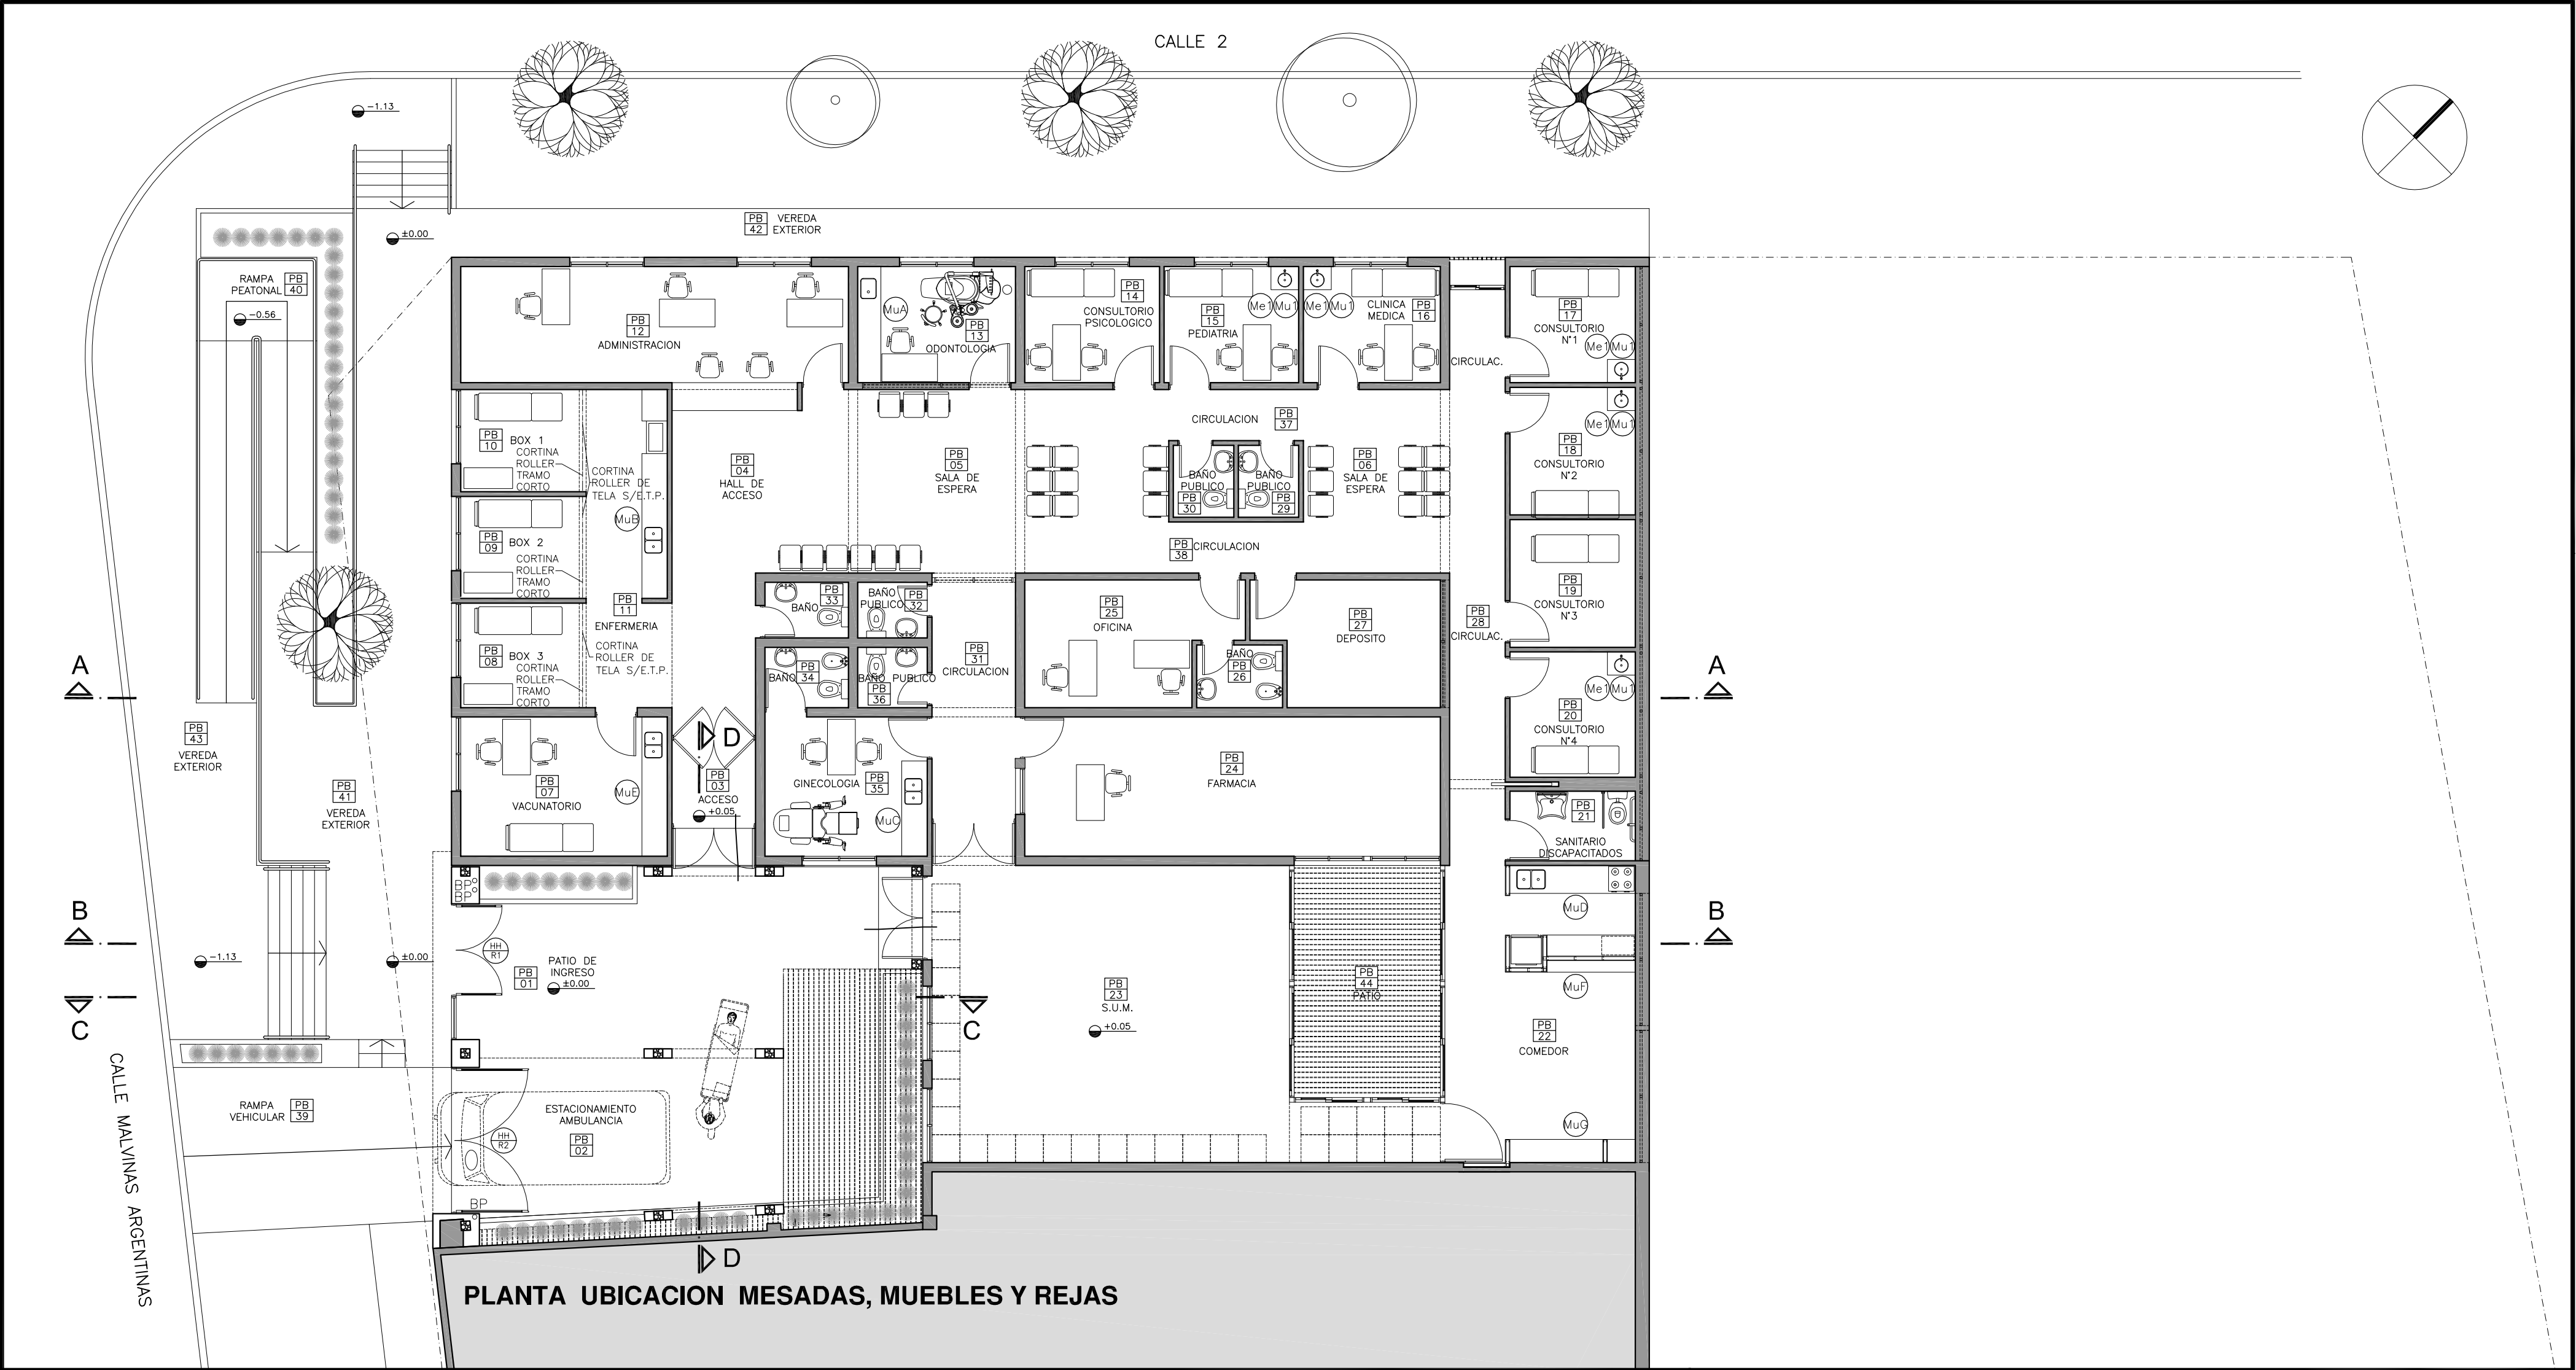 CALLE 2
-1.13
±0.00
PB
42
VEREDA
EXTERIOR
RAMPA
PEATONAL
PB
40
-0.56
PB
12
ADMINISTRACION
MuA
PB
13
ODONTOLOGIA
PB
14
CONSULTORIO
PSICOLOGICO
PB
15
PEDIATRIA
Me1
Mu1
Me1
Mu1
CLINICA
MEDICA
PB
16
CIRCULAC.
PB
17
CONSULTORIO
N°1
Me1
Mu1
PB
10
BOX 1
CORTINA
ROLLER
TRAMO
CORTO
CORTINA
ROLLER DE
TELA S/E.T.P.
MuB
PB
04
HALL DE
ACCESO
PB
05
SALA DE
ESPERA
CIRCULACION
PB
37
BAÑO
PUBLICO
PB
30
BAÑO
PUBLICO
PB
29
PB
06
SALA DE
ESPERA
Me1
Mu1
PB
18
CONSULTORIO
N°2
PB
09
BOX 2
CORTINA
ROLLER
TRAMO
CORTO
PB
38
CIRCULACION
PB
11
ENFERMERIA
PB
33
BAÑO
BAÑO
PUBLICO
PB
32
PB
25
OFICINA
PB
27
DEPOSITO
PB
28
CIRCULAC.
PB
19
CONSULTORIO
N°3
PB
08
BOX 3
CORTINA
ROLLER
TRAMO
CORTO
CORTINA
ROLLER DE
TELA S/E.T.P.
BAÑO
PB
34
BAÑO PUBLICO
PB
36
PB
31
CIRCULACION
BAÑO
PB
26
Me1
Mu1
PB
20
CONSULTORIO
N°4
A
A
PB
43
VEREDA
EXTERIOR
PB
41
VEREDA
EXTERIOR
PB
07
VACUNATORIO
MuE
D
PB
03
ACCESO
+0.05
GINECOLOGIA
PB
35
MuC
PB
24
FARMACIA
PB
21
SANITARIO
DISCAPACITADOS
BP
BP
B
B
MuD
-1.13
±0.00
HH
R1
PB
01
PATIO DE
INGRESO
±0.00
C
C
PB
23
S.U.M.
+0.05
PB
44
PATIO
MuF
PB
22
COMEDOR
MuG
CALLE MALVINAS ARGENTINAS
RAMPA
VEHICULAR
PB
39
ESTACIONAMIENTO
AMBULANCIA
PB
02
HH
R2
BP
D
PLANTA UBICACION MESADAS, MUEBLES Y REJAS